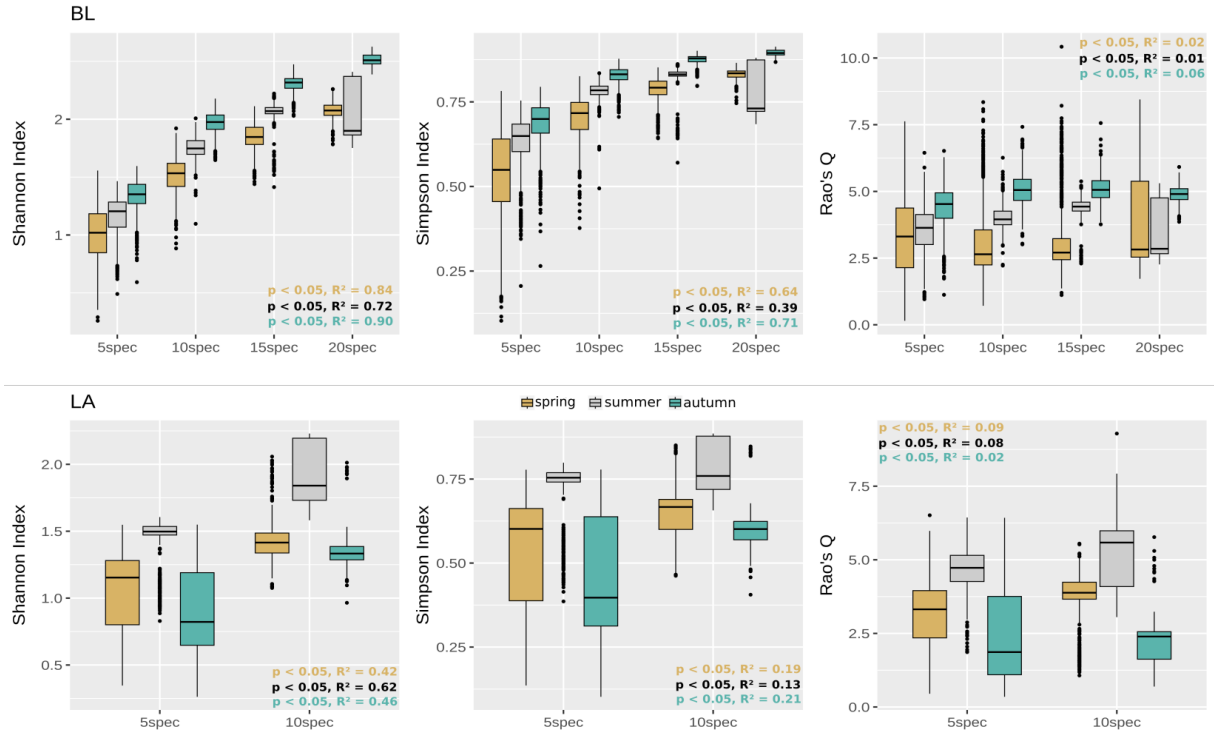 BL
Shannon Index
2
1
5spec 10spec 15spec 20spec
p < 0.05, R² = 0.84
p < 0.05, R² = 0.72
p < 0.05, R² = 0.90
Simpson Index
0.75
0.50
0.25
5spec 10spec 15spec 20spec
p < 0.05, R² = 0.64
p < 0.05, R² = 0.39
p < 0.05, R² = 0.71
Rao's Q
10.0
7.5
5.0
2.5
0.0
5spec 10spec 15spec 20spec
p < 0.05, R² = 0.02
p < 0.05, R² = 0.01
p < 0.05, R² = 0.06
LA
spring summer autumn
Shannon Index
2.0
1.5
1.0
0.5
5spec 10spec
p < 0.05, R² = 0.42
p < 0.05, R² = 0.62
p < 0.05, R² = 0.46
Simpson Index
0.75
0.50
0.25
5spec 10spec
p < 0.05, R² = 0.19
p < 0.05, R² = 0.13
p < 0.05, R² = 0.21
Rao's Q
7.5
5.0
2.5
0.0
5spec 10spec
p < 0.05, R² = 0.09
p < 0.05, R² = 0.08
p < 0.05, R² = 0.02